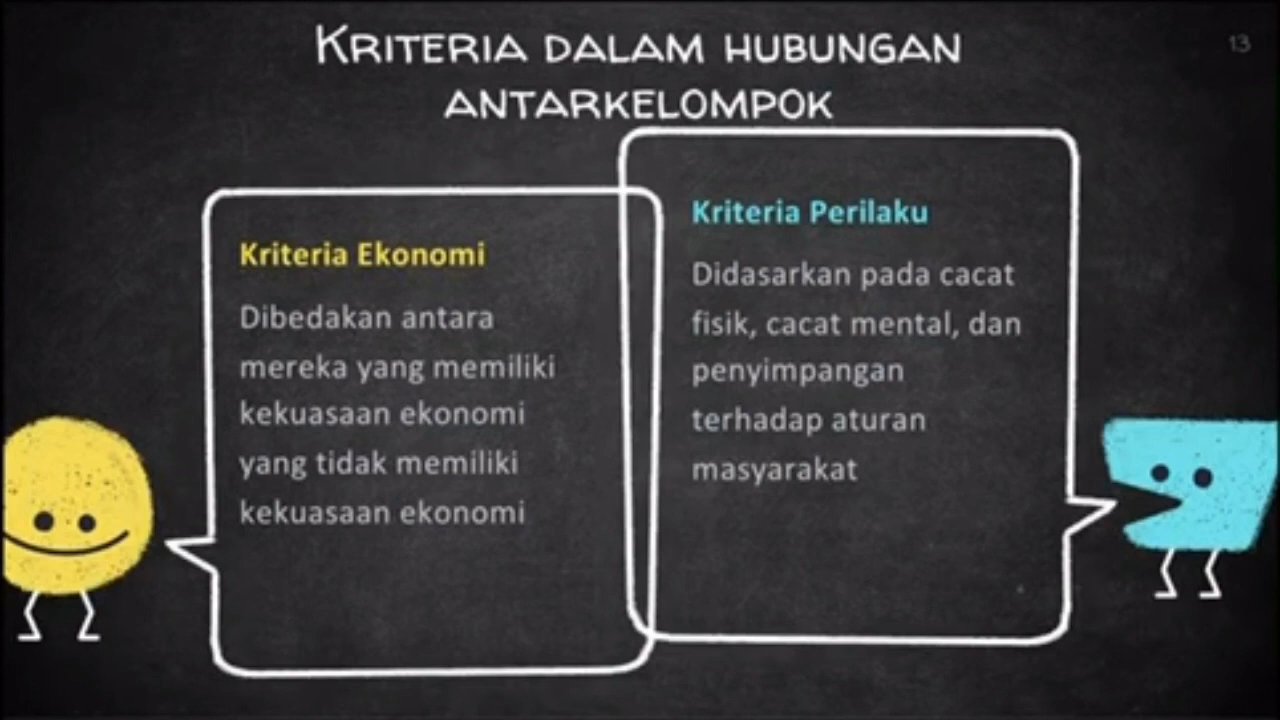 KRITERIA DALAM HUBUNGAN
ANTARKELOMPOK
13
Kriteria Ekonomi
Dibedakan antara
mereka yang memiliki
kekuasaan ekonomi
yang tidak memiliki
kekuasaan ekonomi
Kriteria Perilaku
Didasarkan pada cacat
fisik, cacat mental, dan
penyimpangan
terhadap aturan
masyarakat